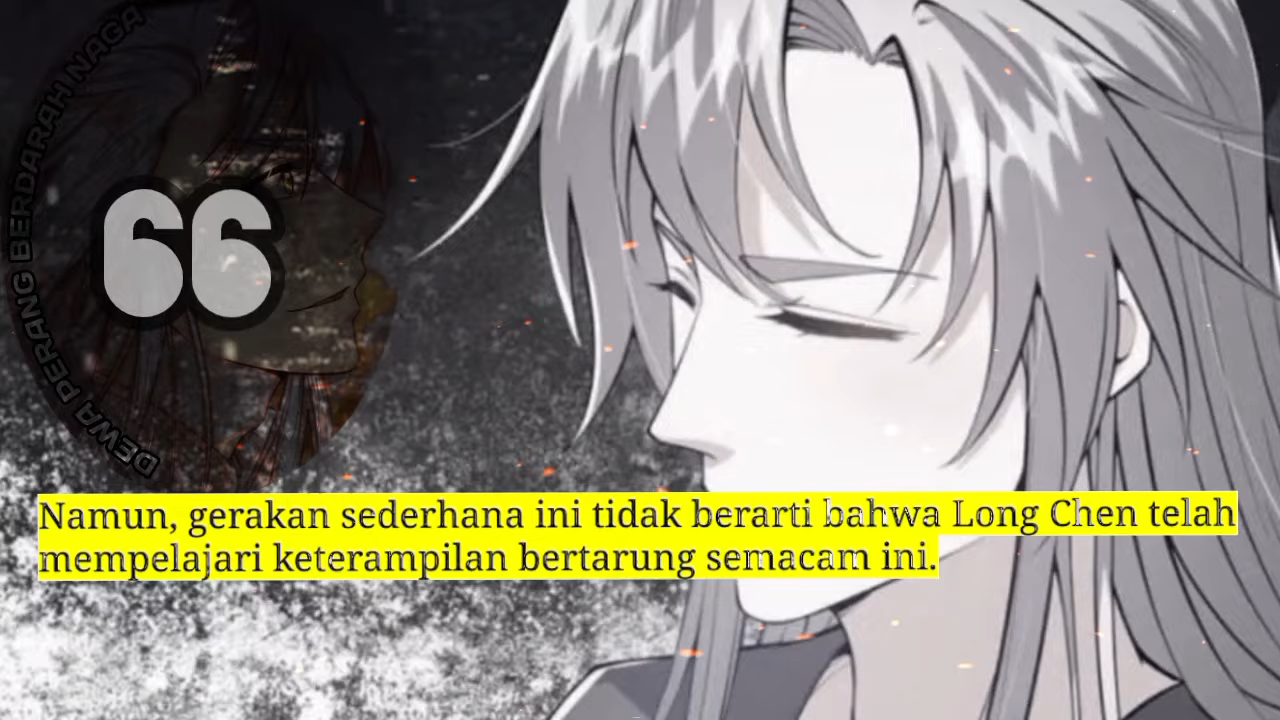 DEWA PERANG BERDARAH NAGA
66
Namun, gerakan sederhana ini tidak berarti bahwa Long Chen telah
mempelajari keterampilan bertarung semacam ini.